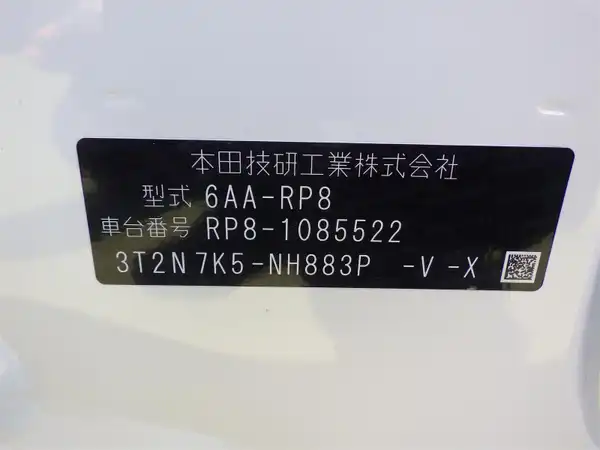 本田技研工業株式会社
型式 6AA-RP8
車台番号 RP8-1085522
3T2N7K5-NH883P -V -X